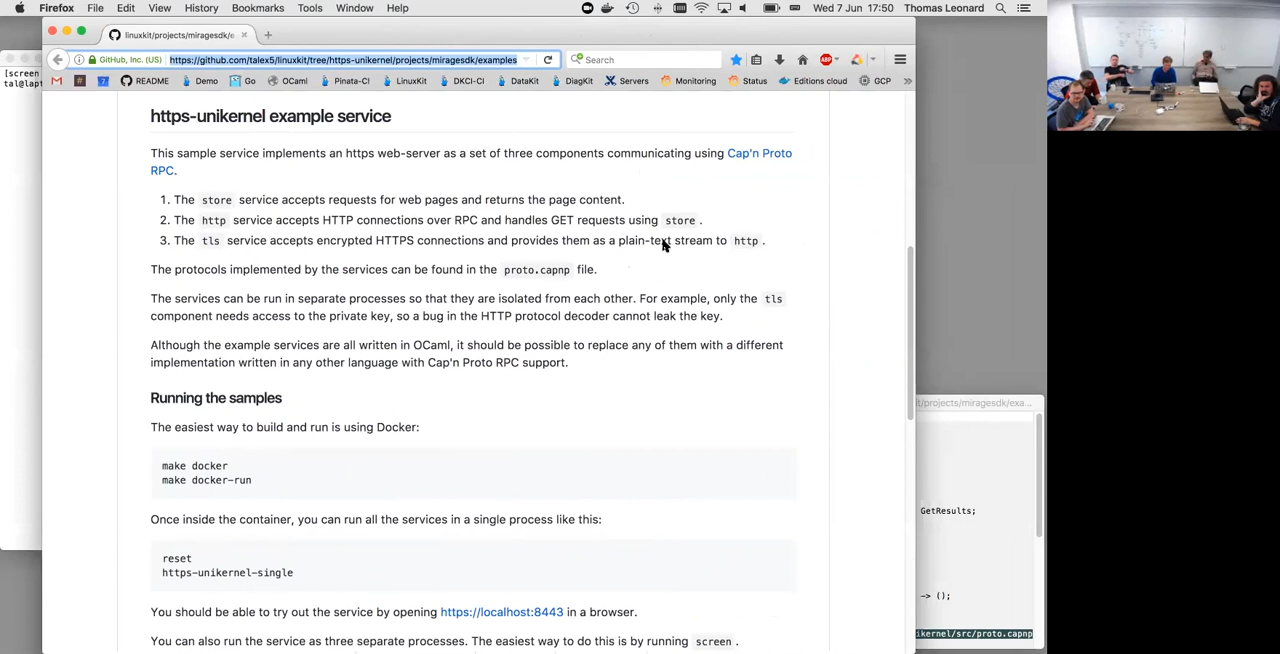 Firefox File Edit View History Bookmarks Tools Window Help Wed 7 Jun 17:50 Thomas Leonard
linuxkit/projects/miragesdk/e
GitHub, Inc. (US) https://github.com/talex5/linuxkit/tree/https-unikernel/projects/miragesdk/examples Search
README Demo Go OCaml Pinata-CI LinuxKit DKCI-CI DataKit DiagKit Servers Monitoring Status Editions cloud GCP »
[screen
tal@lapt
https-unikernel example service
This sample service implements an https web-server as a set of three components communicating using Cap'n Proto
RPC.
1. The store service accepts requests for web pages and returns the page content.
2. The http service accepts HTTP connections over RPC and handles GET requests using store .
3. The tls service accepts encrypted HTTPS connections and provides them as a plain-text stream to http .
The protocols implemented by the services can be found in the proto.capnp file.
The services can be run in separate processes so that they are isolated from each other. For example, only the tls
component needs access to the private key, so a bug in the HTTP protocol decoder cannot leak the key.
Although the example services are all written in OCaml, it should be possible to replace any of them with a different
implementation written in any other language with Cap'n Proto RPC support.
Running the samples
The easiest way to build and run is using Docker:
make docker
make docker-run
Once inside the container, you can run all the services in a single process like this:
reset
https-unikernel-single
You should be able to try out the service by opening https://localhost:8443 in a browser.
You can also run the service as three separate processes. The easiest way to do this is by running screen .
it/projects/miragesdk/exa...
GetResults;
-> ();
ikernel/src/proto.capnp